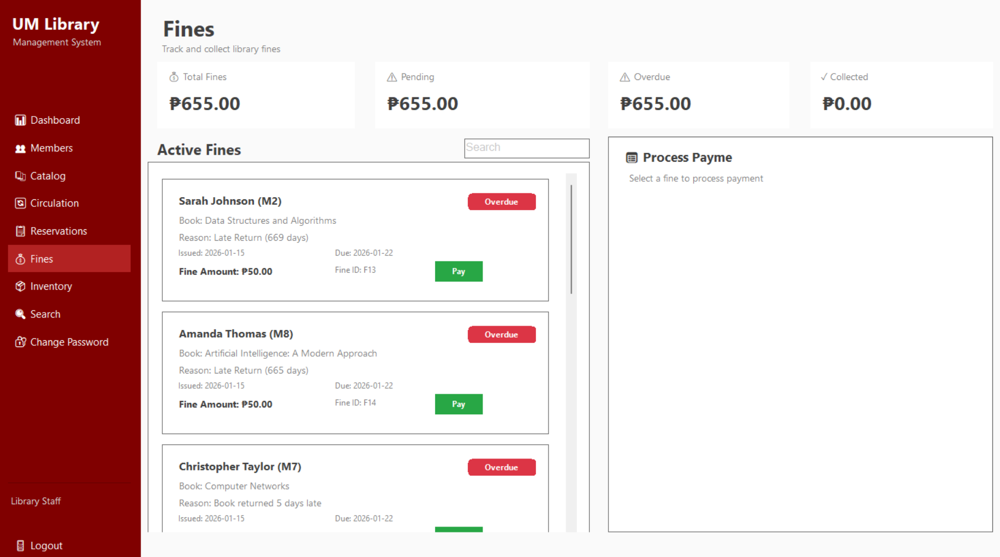 UM Library
Management System
Dashboard
Members
Catalog
Circulation
Reservations
Fines
Inventory
Search
Change Password
Library Staff
Logout
Fines
Track and collect library fines
Total Fines
₱655.00
Pending
₱655.00
Overdue
₱655.00
✓ Collected
₱0.00
Active Fines
Search
Sarah Johnson (M2)
Overdue
Book: Data Structures and Algorithms
Reason: Late Return (669 days)
Issued: 2026-01-15
Due: 2026-01-22
Fine Amount: ₱50.00
Fine ID: F13
Pay
Amanda Thomas (M8)
Overdue
Book: Artificial Intelligence: A Modern Approach
Reason: Late Return (665 days)
Issued: 2026-01-15
Due: 2026-01-22
Fine Amount: ₱50.00
Fine ID: F14
Pay
Christopher Taylor (M7)
Overdue
Book: Computer Networks
Reason: Book returned 5 days late
Issued: 2026-01-15
Due: 2026-01-22
Process Payme
Select a fine to process payment